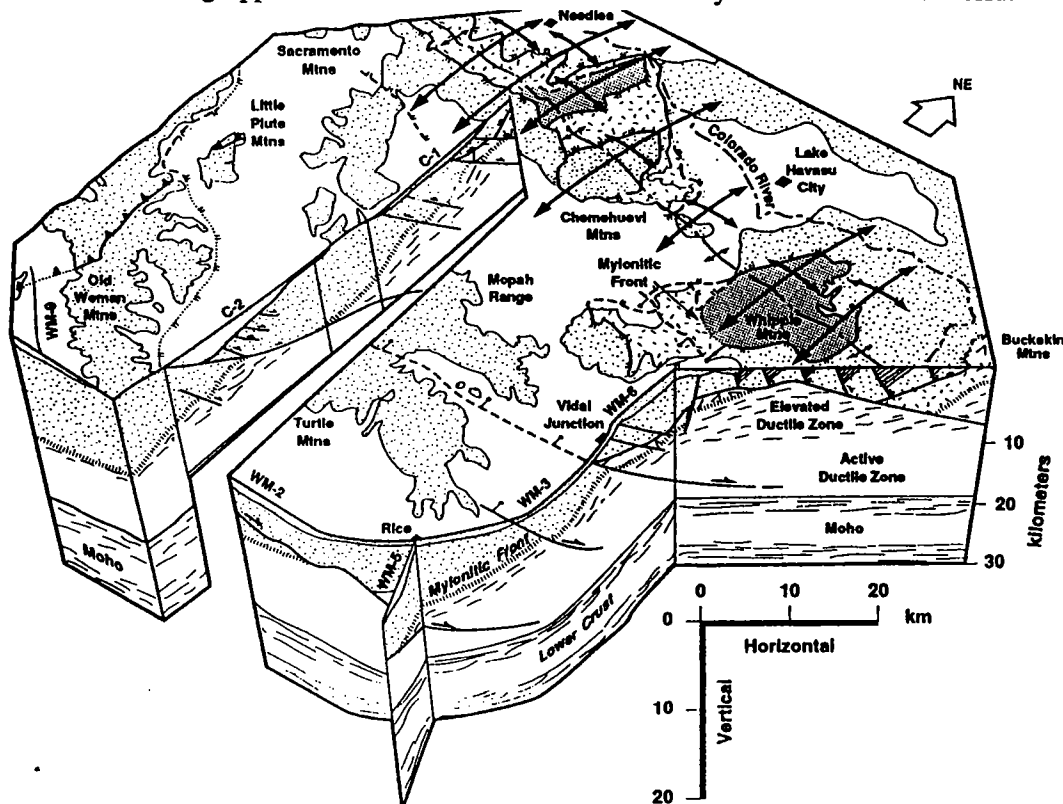 Needles
Sacramento
Mtns
Little
Piute
Mtns
NE
Colorado River
Lake
Havasu
City
C-1
Chemehuevi
Mtns
Mylonitic
Front
Mopah
Range
Old
Woman
Mtns
WM-9
C-2
Whipple
Mtns
Buckskin
Mtns
WM-6
Vidal
Junction
Turtle
Mtns
Elevated
Ductile Zone
10
Active
Ductile Zone
20
kilometers
WM-2
WM-3
Rice
WM-5
Mylonitic Front
Moho
Moho
30
Lower Crust
0 10 20 km
Horizontal
0
Vertical
10
20